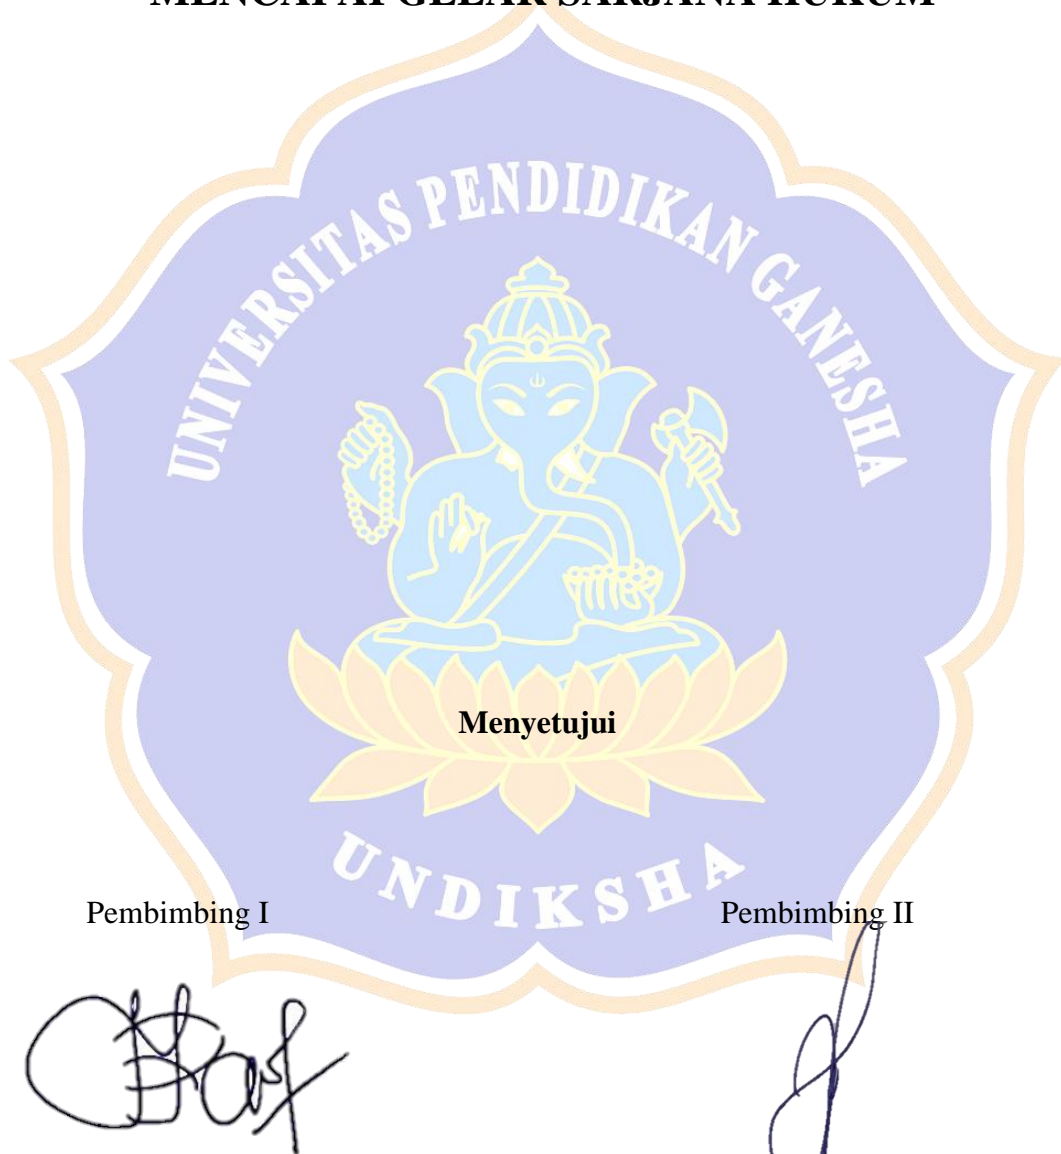 MENCAPAI GELAR SARJANA HUKUM
UNIVERSITAS PENDIDIKAN GANESHA
Menyetujui
UNDIKSHA
Pembimbing I
Pembimbing II